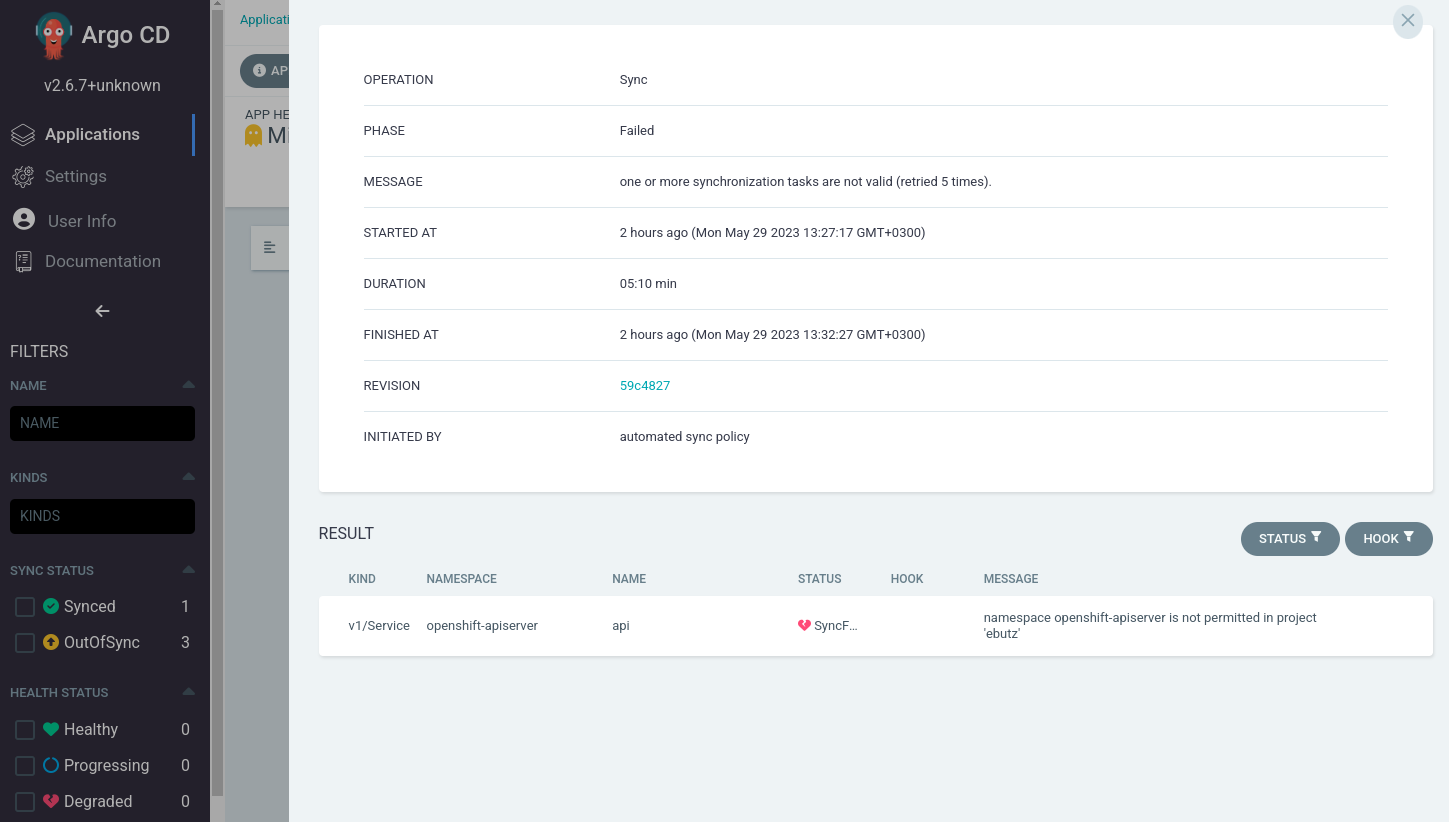 Argo CD
v2.6.7+unknown
Applications
Settings
User Info
Documentation
FILTERS
NAME
NAME
KINDS
KINDS
SYNC STATUS
Synced 1
OutOfSync 3
HEALTH STATUS
Healthy 0
Progressing 0
Degraded 0
Applicati
AP
APP HE
Mi
OPERATION Sync
PHASE Failed
MESSAGE one or more synchronization tasks are not valid (retried 5 times).
STARTED AT 2 hours ago (Mon May 29 2023 13:27:17 GMT+0300)
DURATION 05:10 min
FINISHED AT 2 hours ago (Mon May 29 2023 13:32:27 GMT+0300)
REVISION 59c4827
INITIATED BY automated sync policy
RESULT
STATUS HOOK
KIND NAMESPACE NAME STATUS HOOK MESSAGE
v1/Service openshift-apiserver api SyncF... namespace openshift-apiserver is not permitted in project
'ebutz'